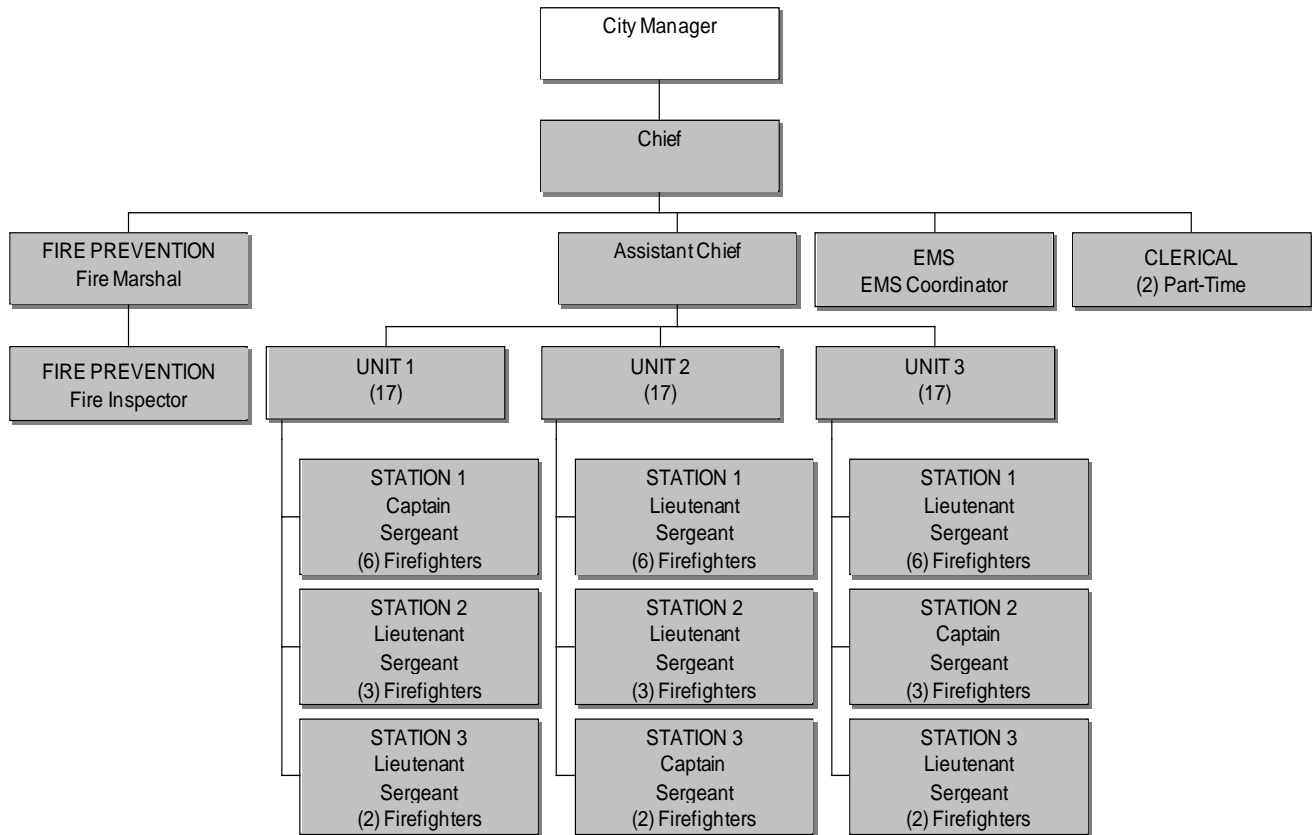 City Manager
Chief
FIRE PREVENTION
Fire Marshal
Assistant Chief
EMS
EMS Coordinator
CLERICAL
(2) Part-Time
FIRE PREVENTION
Fire Inspector
UNIT 1
(17)
UNIT 2
(17)
UNIT 3
(17)
STATION 1
Captain
Sergeant
(6) Firefighters
STATION 1
Lieutenant
Sergeant
(6) Firefighters
STATION 1
Lieutenant
Sergeant
(6) Firefighters
STATION 2
Lieutenant
Sergeant
(3) Firefighters
STATION 2
Lieutenant
Sergeant
(3) Firefighters
STATION 2
Captain
Sergeant
(3) Firefighters
STATION 3
Lieutenant
Sergeant
(2) Firefighters
STATION 3
Captain
Sergeant
(2) Firefighters
STATION 3
Lieutenant
Sergeant
(2) Firefighters